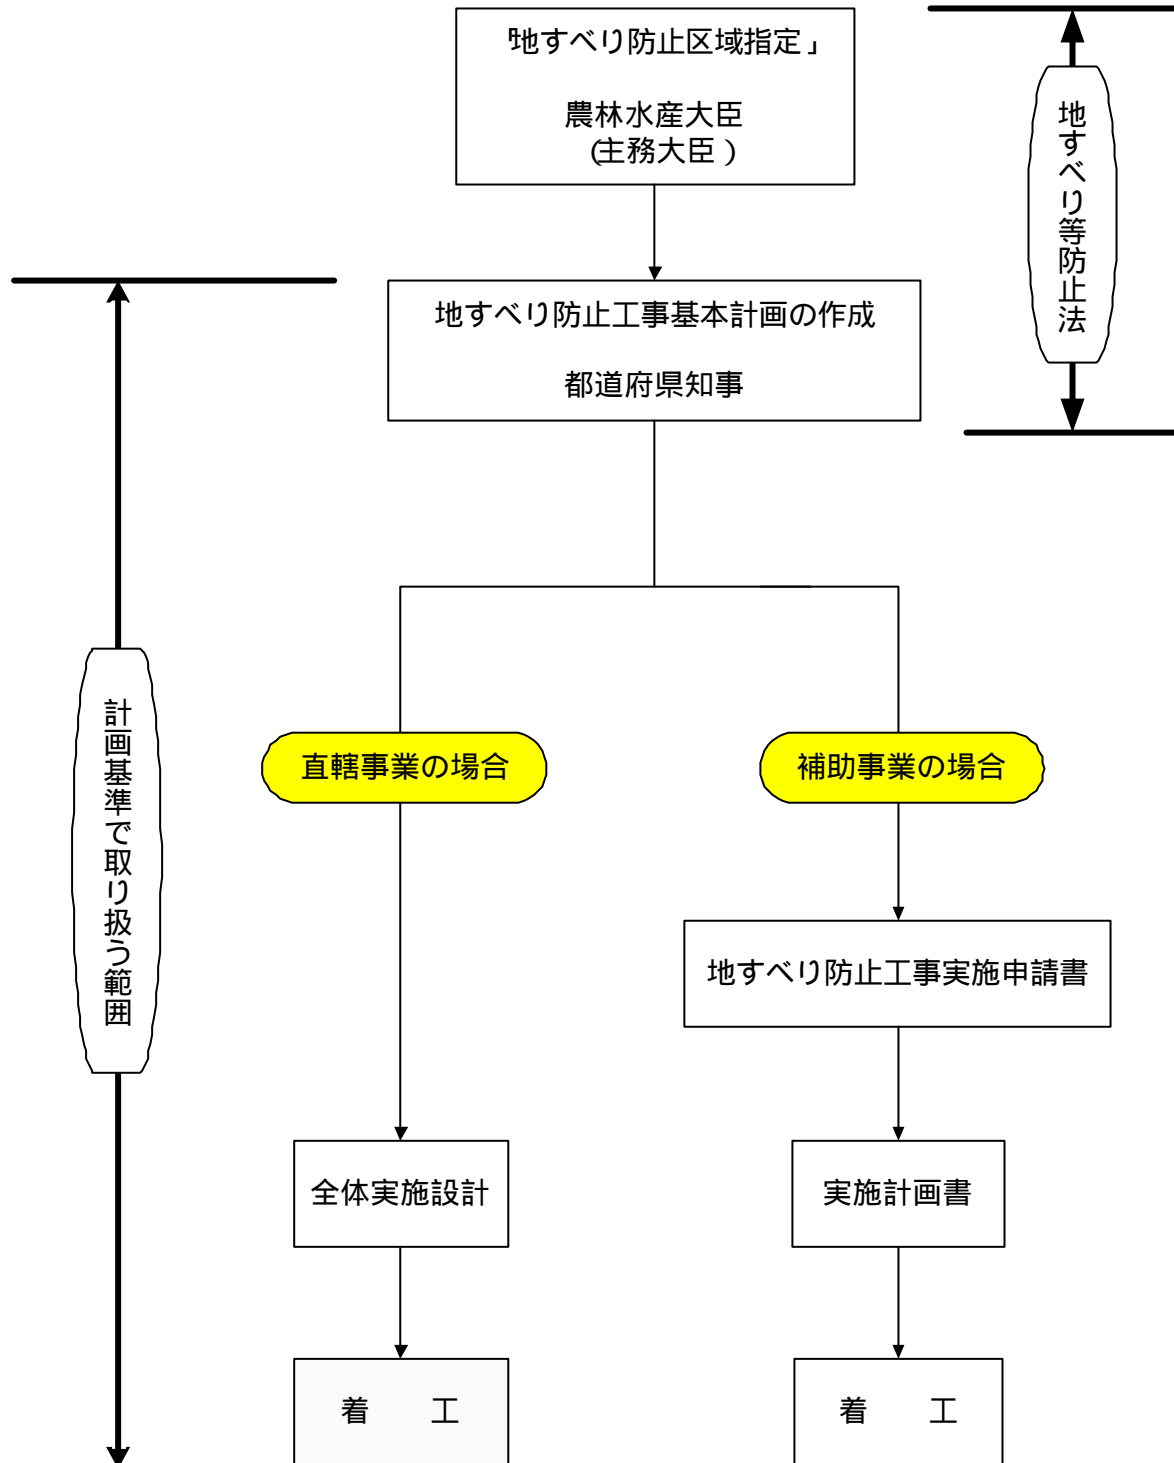 「地すべり防止区域指定」
農林水産大臣
（主務大臣）
地すべり等防止法
地すべり防止工事基本計画の作成
都道府県知事
計画基準で取り扱う範囲
直轄事業の場合
補助事業の場合
地すべり防止工事実施申請書
全体実施設計
実施計画書
着　工
着　工